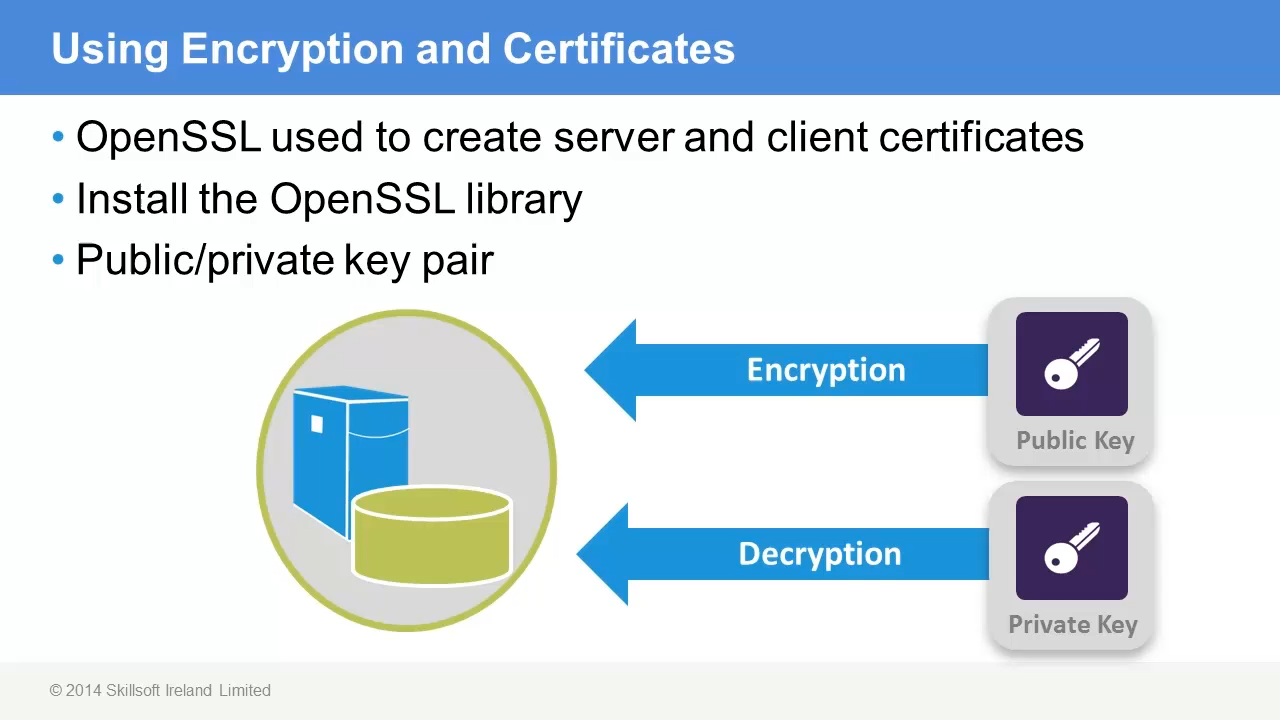 Using Encryption and Certificates
• OpenSSL used to create server and client certificates
• Install the OpenSSL library
• Public/private key pair
Encryption
Public Key
Decryption
Private Key
© 2014 Skillsoft Ireland Limited